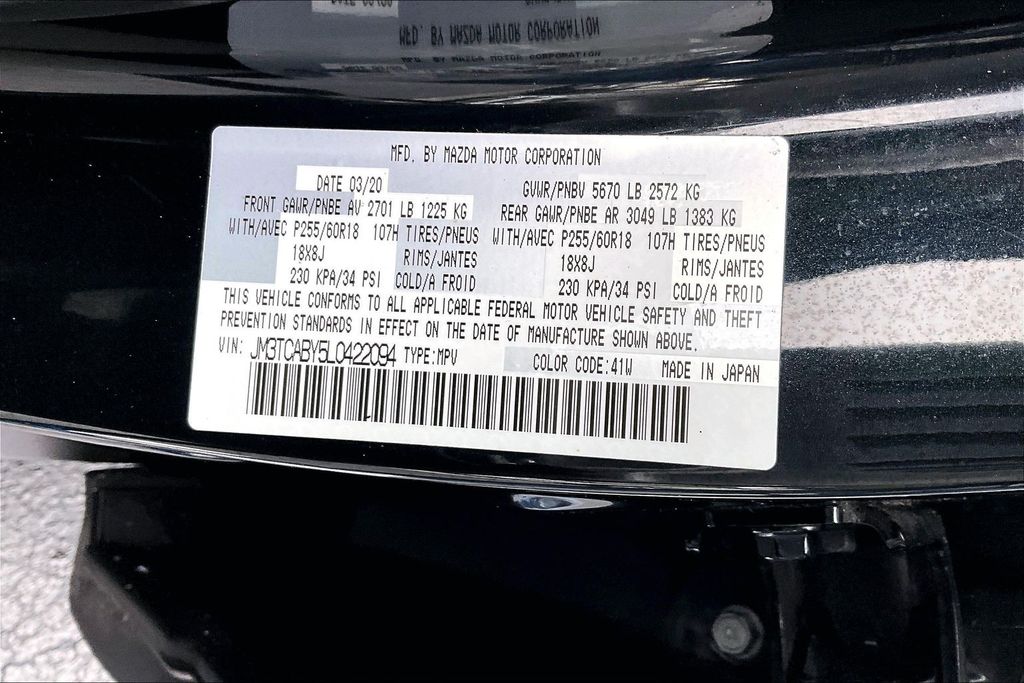 MFD. BY MAZDA MOTOR CORPORATION
MFD. BY MAZDA MOTOR CORPORATION
DATE 03/20 GVWR/PNBV 5670 LB 2572 KG
FRONT GAWR/PNBE AV 2701 LB 1225 KG REAR GAWR/PNBE AR 3049 LB 1383 KG
WITH/AVEC P255/60R18 107H TIRES/PNEUS WITH/AVEC P255/60R18 107H TIRES/PNEUS
18X8J RIMS/JANTES 18X8J RIMS/JANTES
230 KPA/34 PSI COLD/A FROID 230 KPA/34 PSI COLD/A FROID
THIS VEHICLE CONFORMS TO ALL APPLICABLE FEDERAL MOTOR VEHICLE SAFETY AND THEFT
PREVENTION STANDARDS IN EFFECT ON THE DATE OF MANUFACTURE SHOWN ABOVE.
VIN: JM3TCABY5L0422094 TYPE:MPV COLOR CODE:41W MADE IN JAPAN